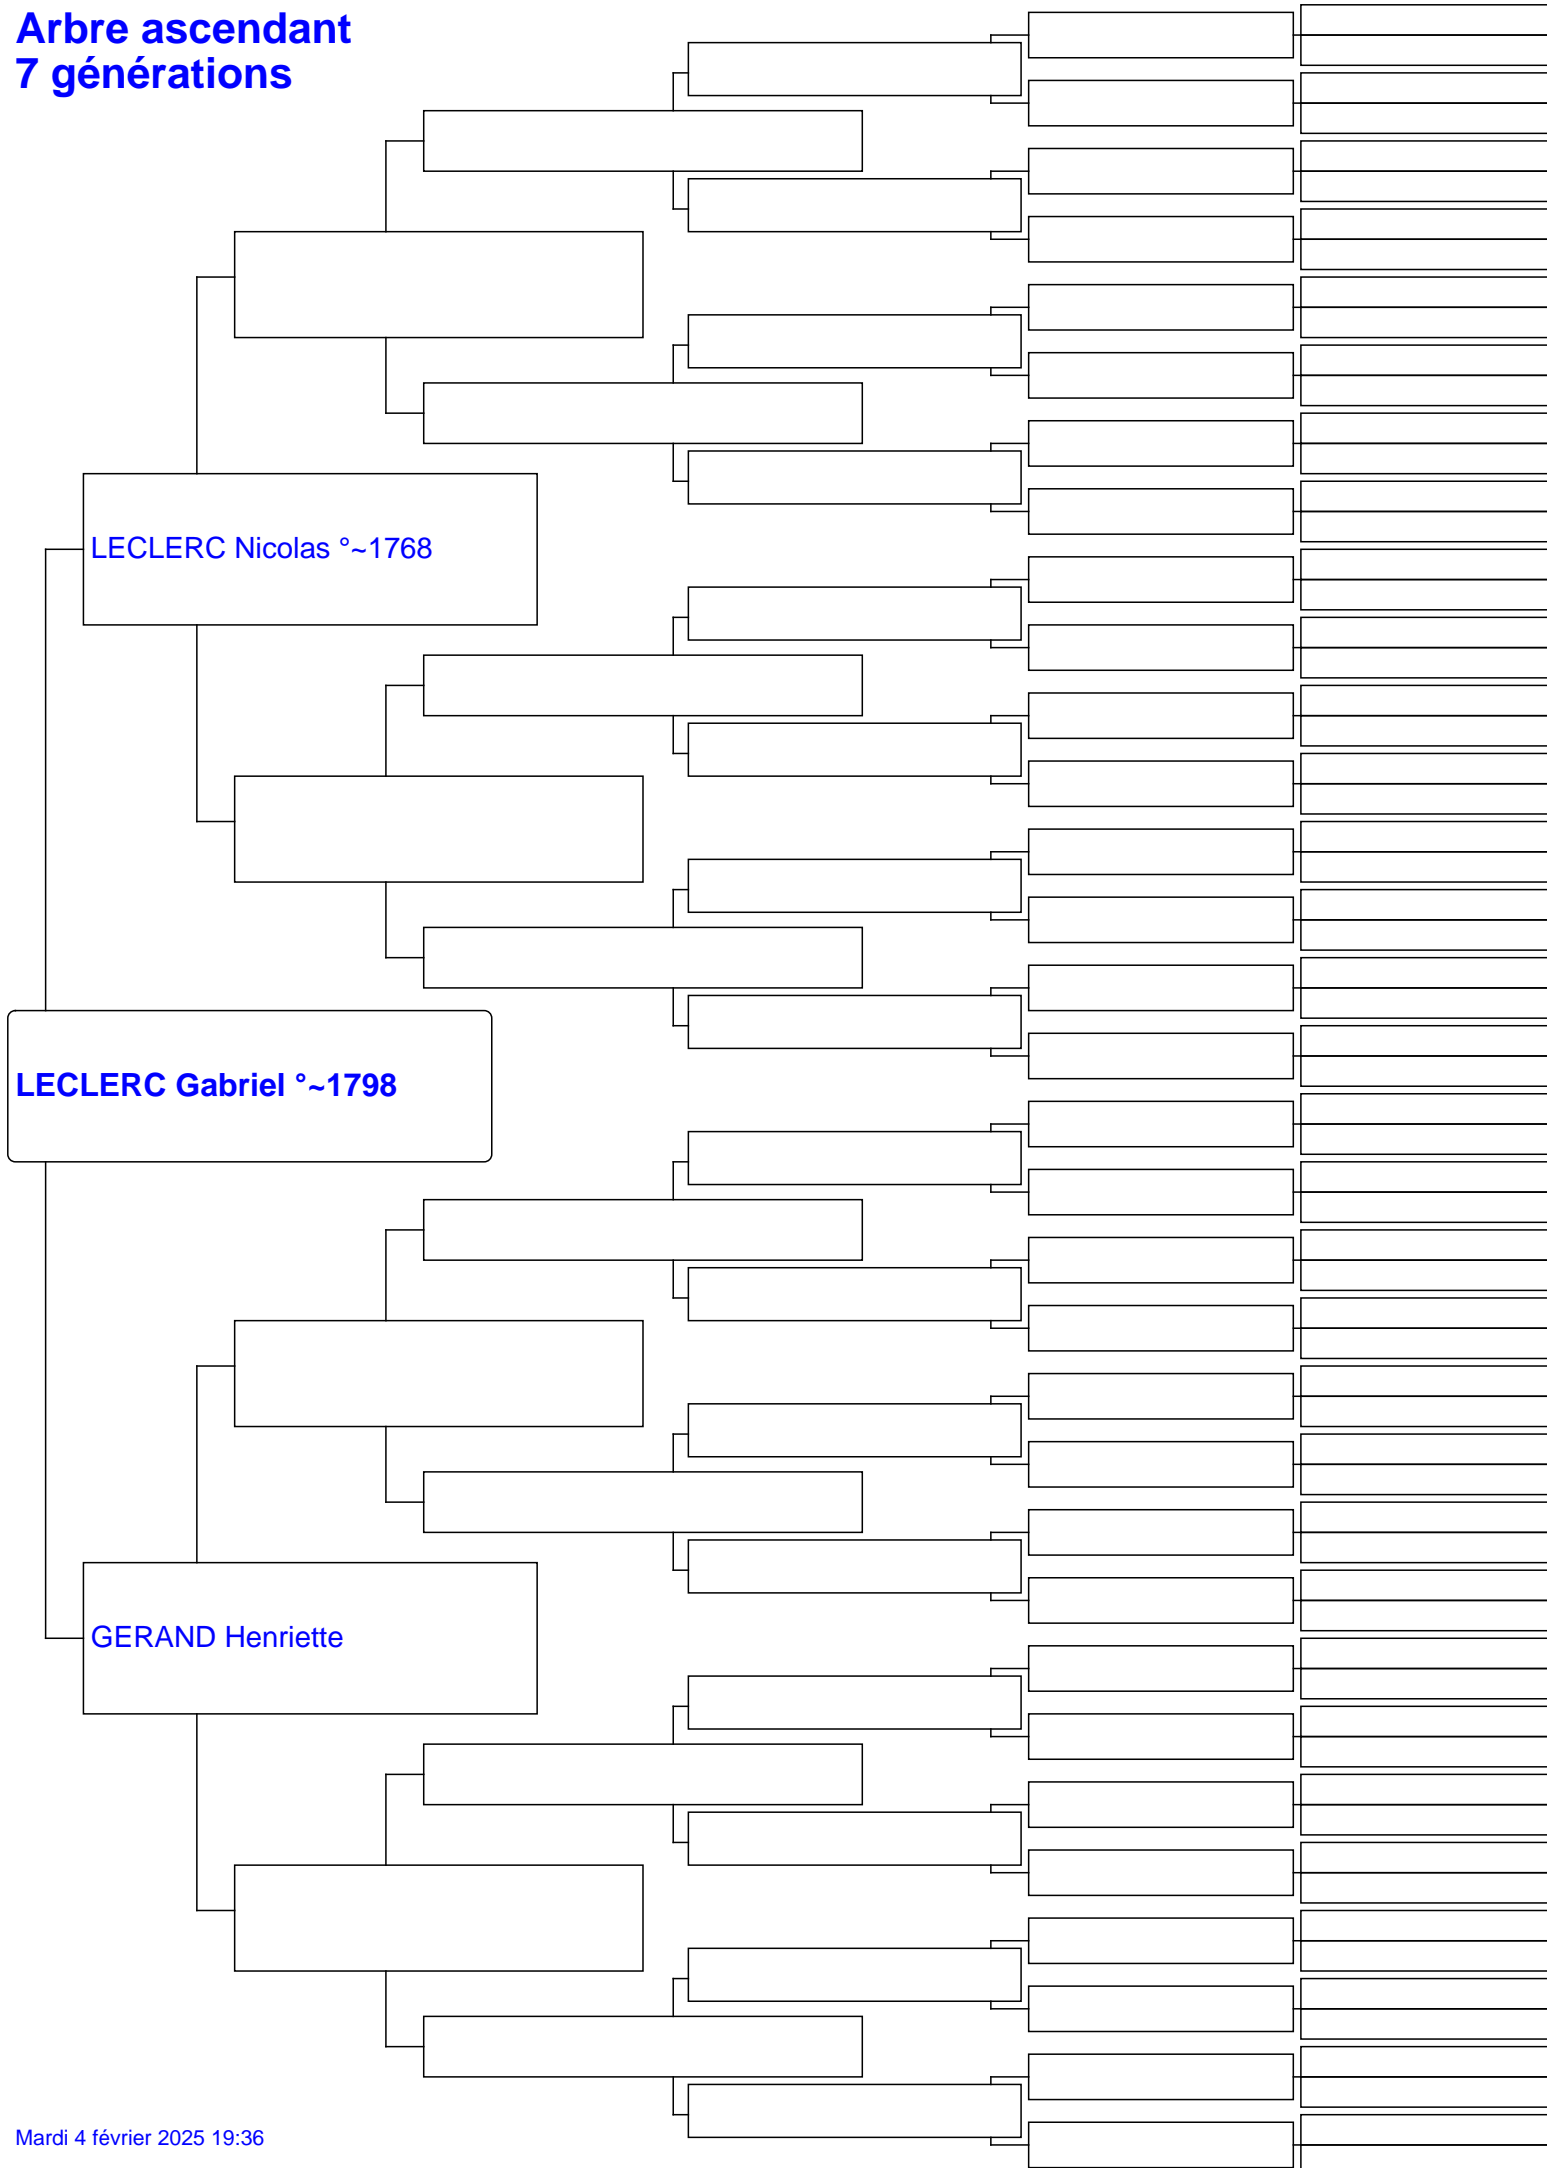 Arbre ascendant
7 générations
LECLERC Nicolas °~1768
LECLERC Gabriel °~1798
GERAND Henriette
Mardi 4 février 2025 19:36